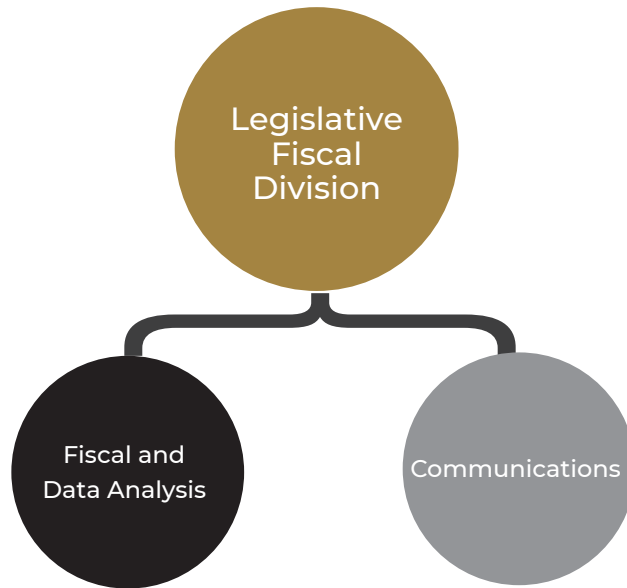 Legislative
Fiscal
Division
Fiscal and
Data Analysis
Communications